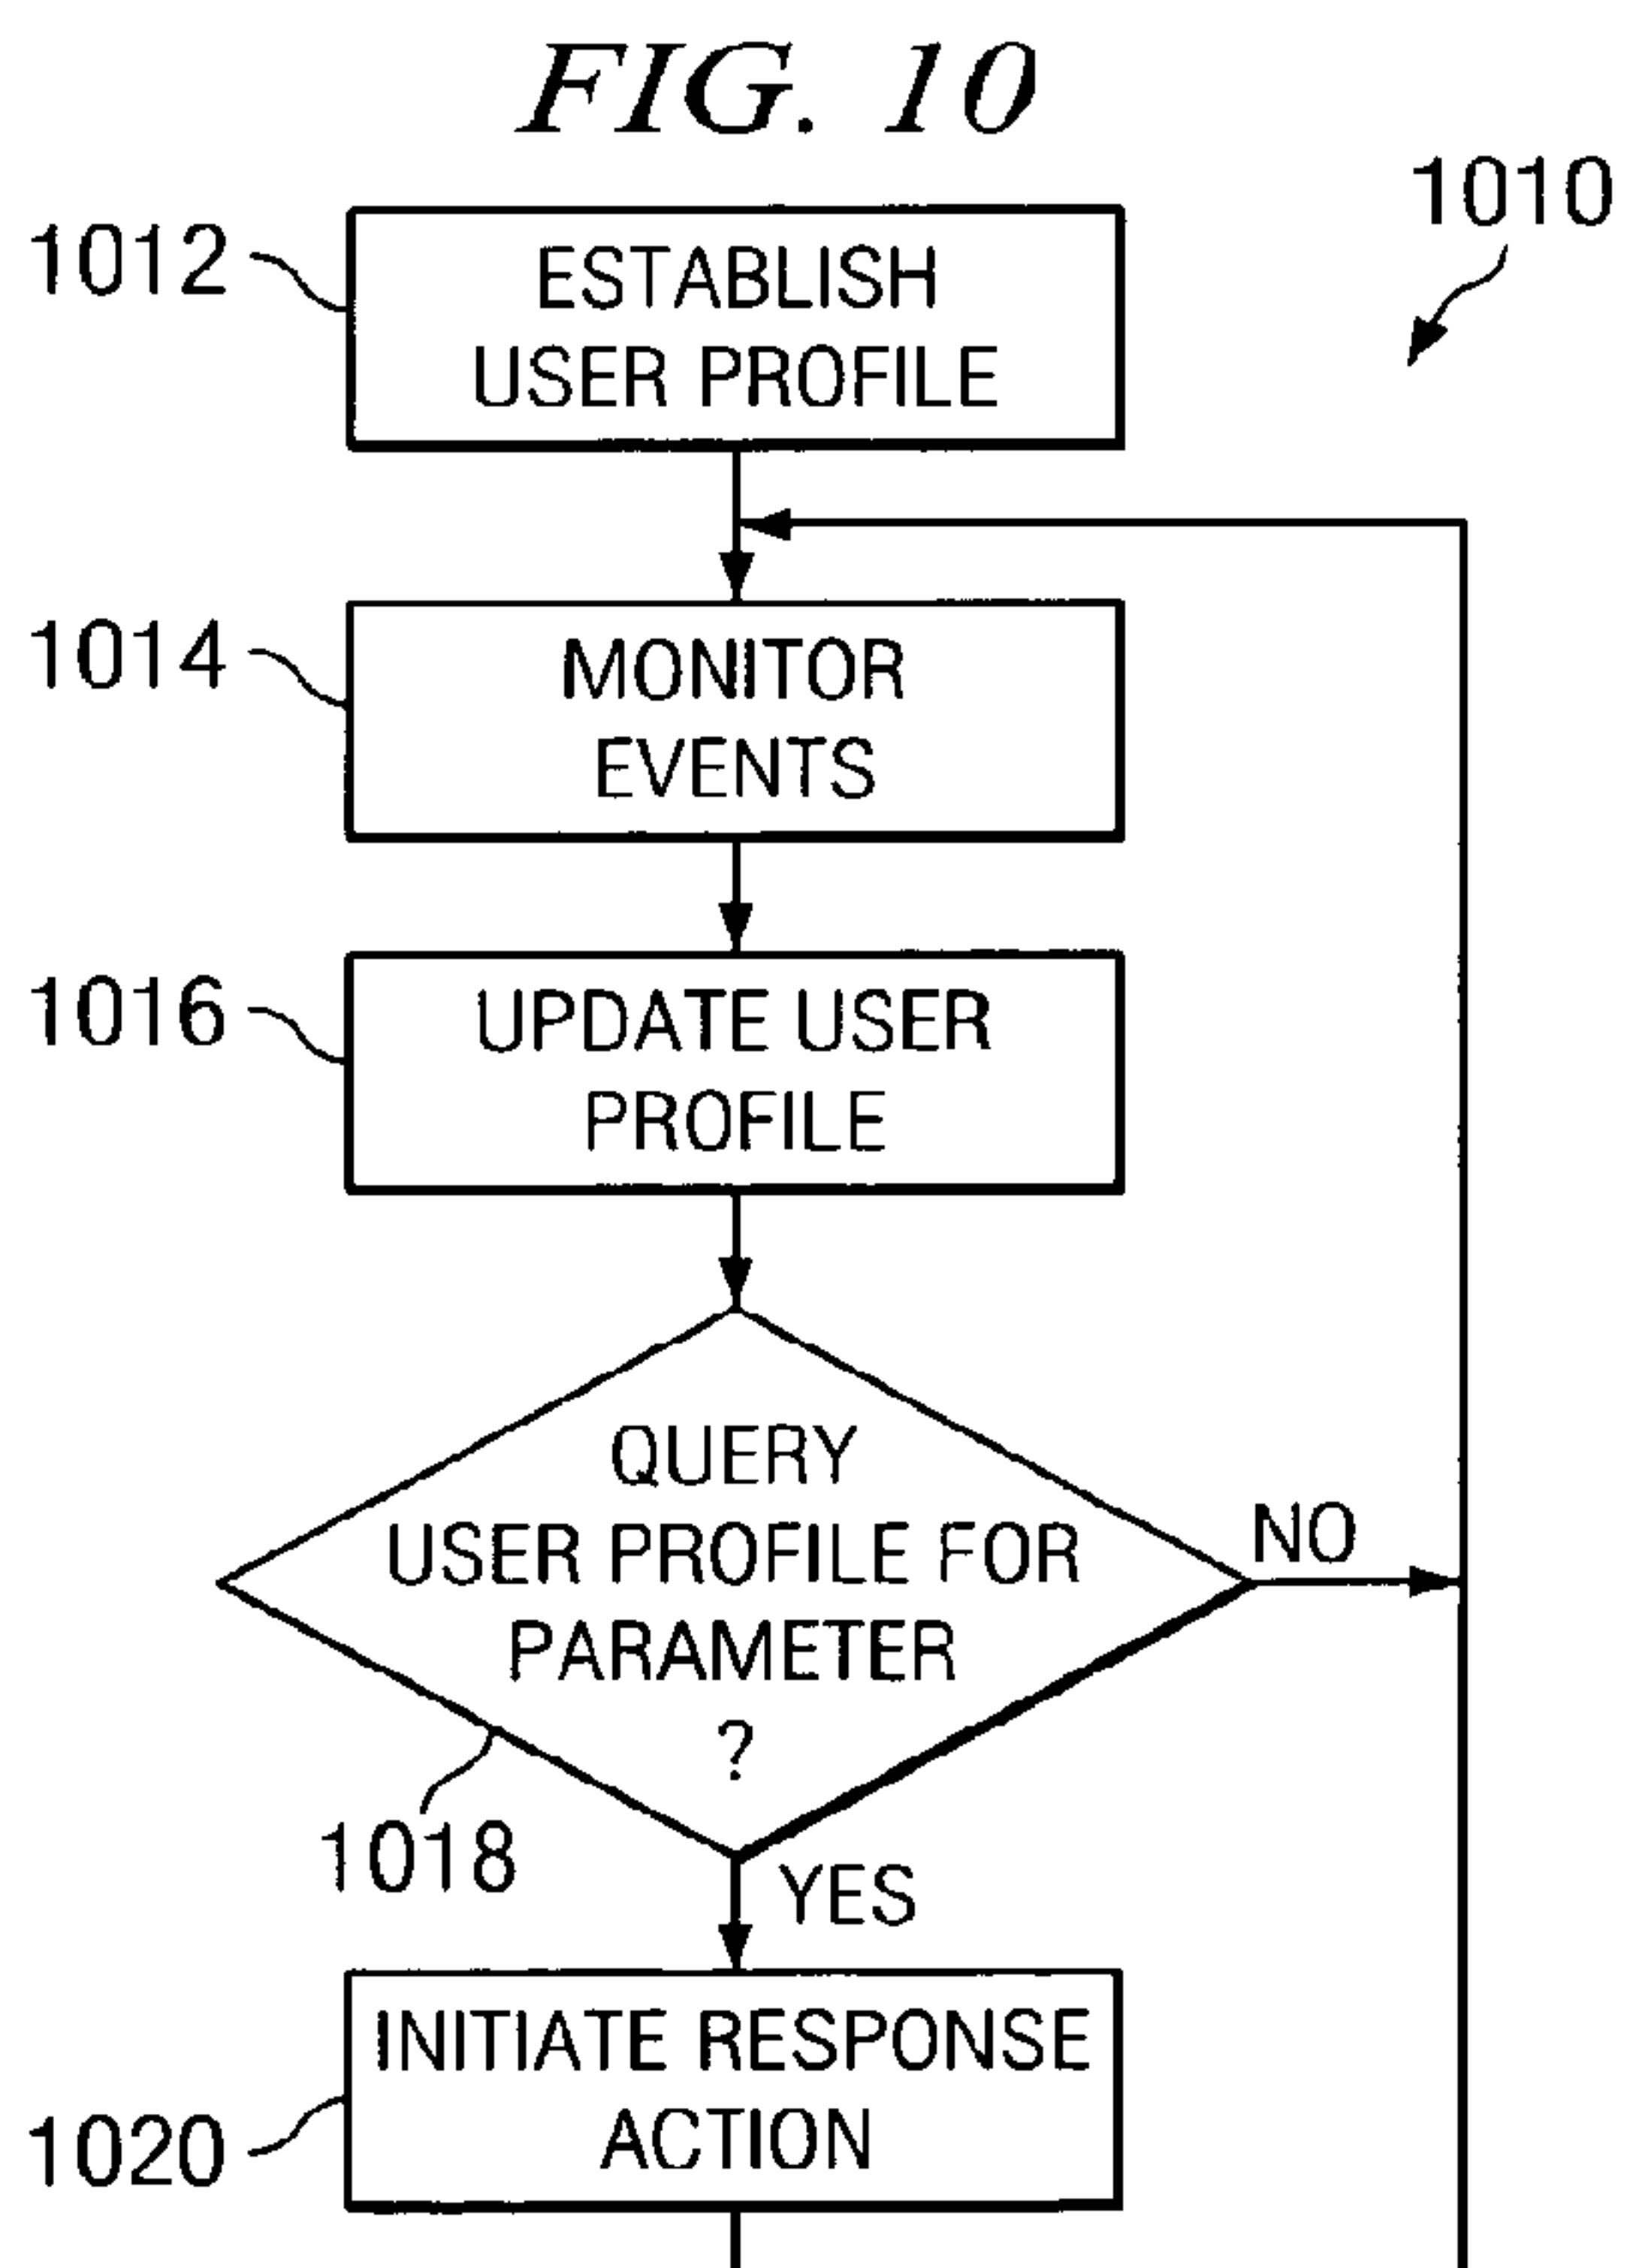 FIG. 10
1010
1012
ESTABLISH
USER PROFILE
1014
MONITOR
EVENTS
1016
UPDATE USER
PROFILE
QUERY
USER PROFILE FOR
PARAMETER
?
NO
1018
YES
INITIATE RESPONSE
ACTION
1020